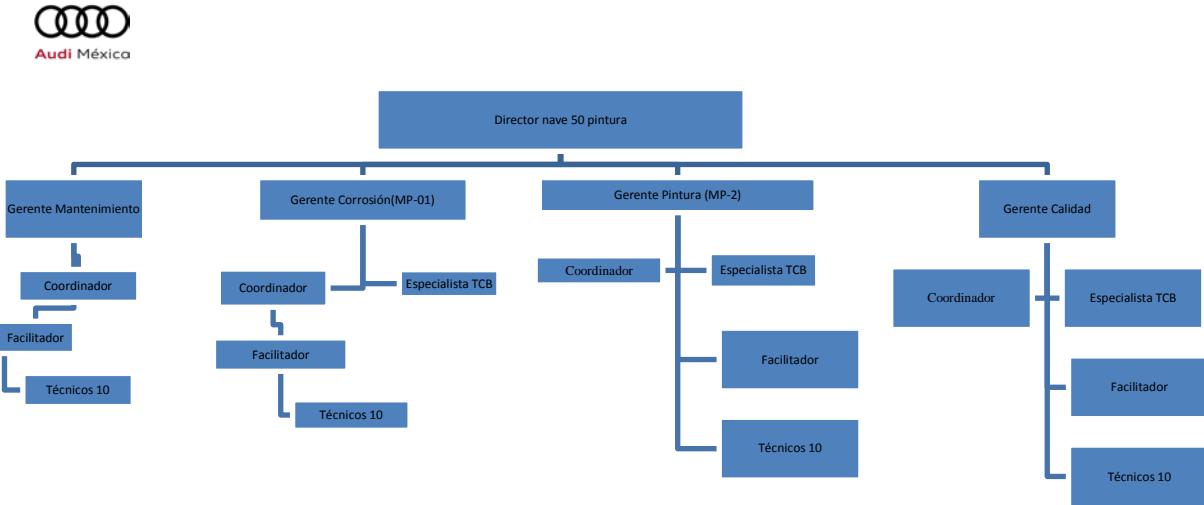 Audi México
Director nave 50 pintura
Gerente Mantenimiento
Gerente Corrosión(MP-01)
Gerente Pintura (MP-2)
Gerente Calidad
Coordinador
Facilitador
Técnicos 10
Coordinador
Especialista TCB
Facilitador
Técnicos 10
Coordinador
Especialista TCB
Facilitador
Técnicos 10
Coordinador
Especialista TCB
Facilitador
Técnicos 10